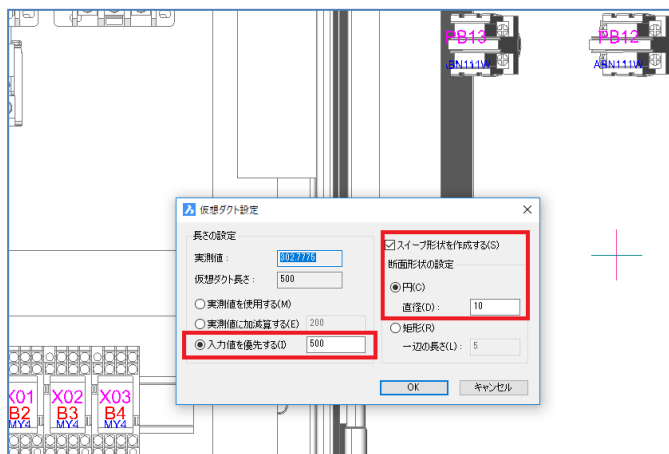 PB13
ABN111W
PB12
ABN111W
仮想ダクト設定
長さの設定
実測値： 802.7775
仮想ダクト長さ： 500
実測値を使用する(M)
実測値に加減算する(E) 200
入力値を優先する(I) 500
スイープ形状を作成する(S)
断面形状の設定
円(C)
直径(D)： 10
矩形(R)
一辺の長さ(L)： 5
OK キャンセル
X01 X02 X03
B2 B3 B4
MY4 MY4 MY4